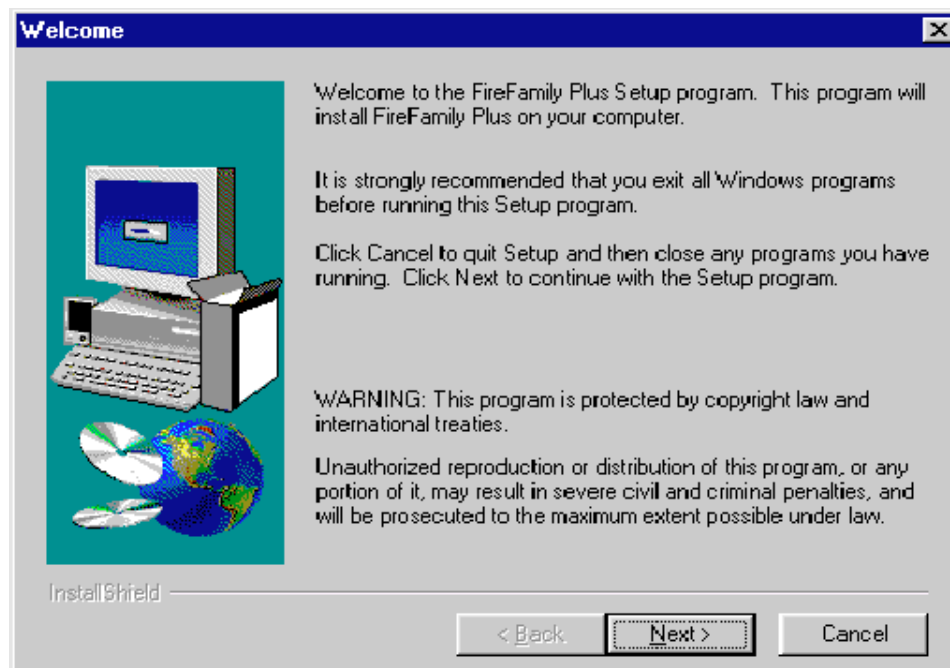 Welcome
Welcome to the FireFamily Plus Setup program. This program will
install FireFamily Plus on your computer.
It is strongly recommended that you exit all Windows programs
before running this Setup program.
Click Cancel to quit Setup and then close any programs you have
running. Click Next to continue with the Setup program.
WARNING: This program is protected by copyright law and
international treaties.
Unauthorized reproduction or distribution of this program, or any
portion of it, may result in severe civil and criminal penalties, and
will be prosecuted to the maximum extent possible under law.
InstallShield
< Back Next > Cancel